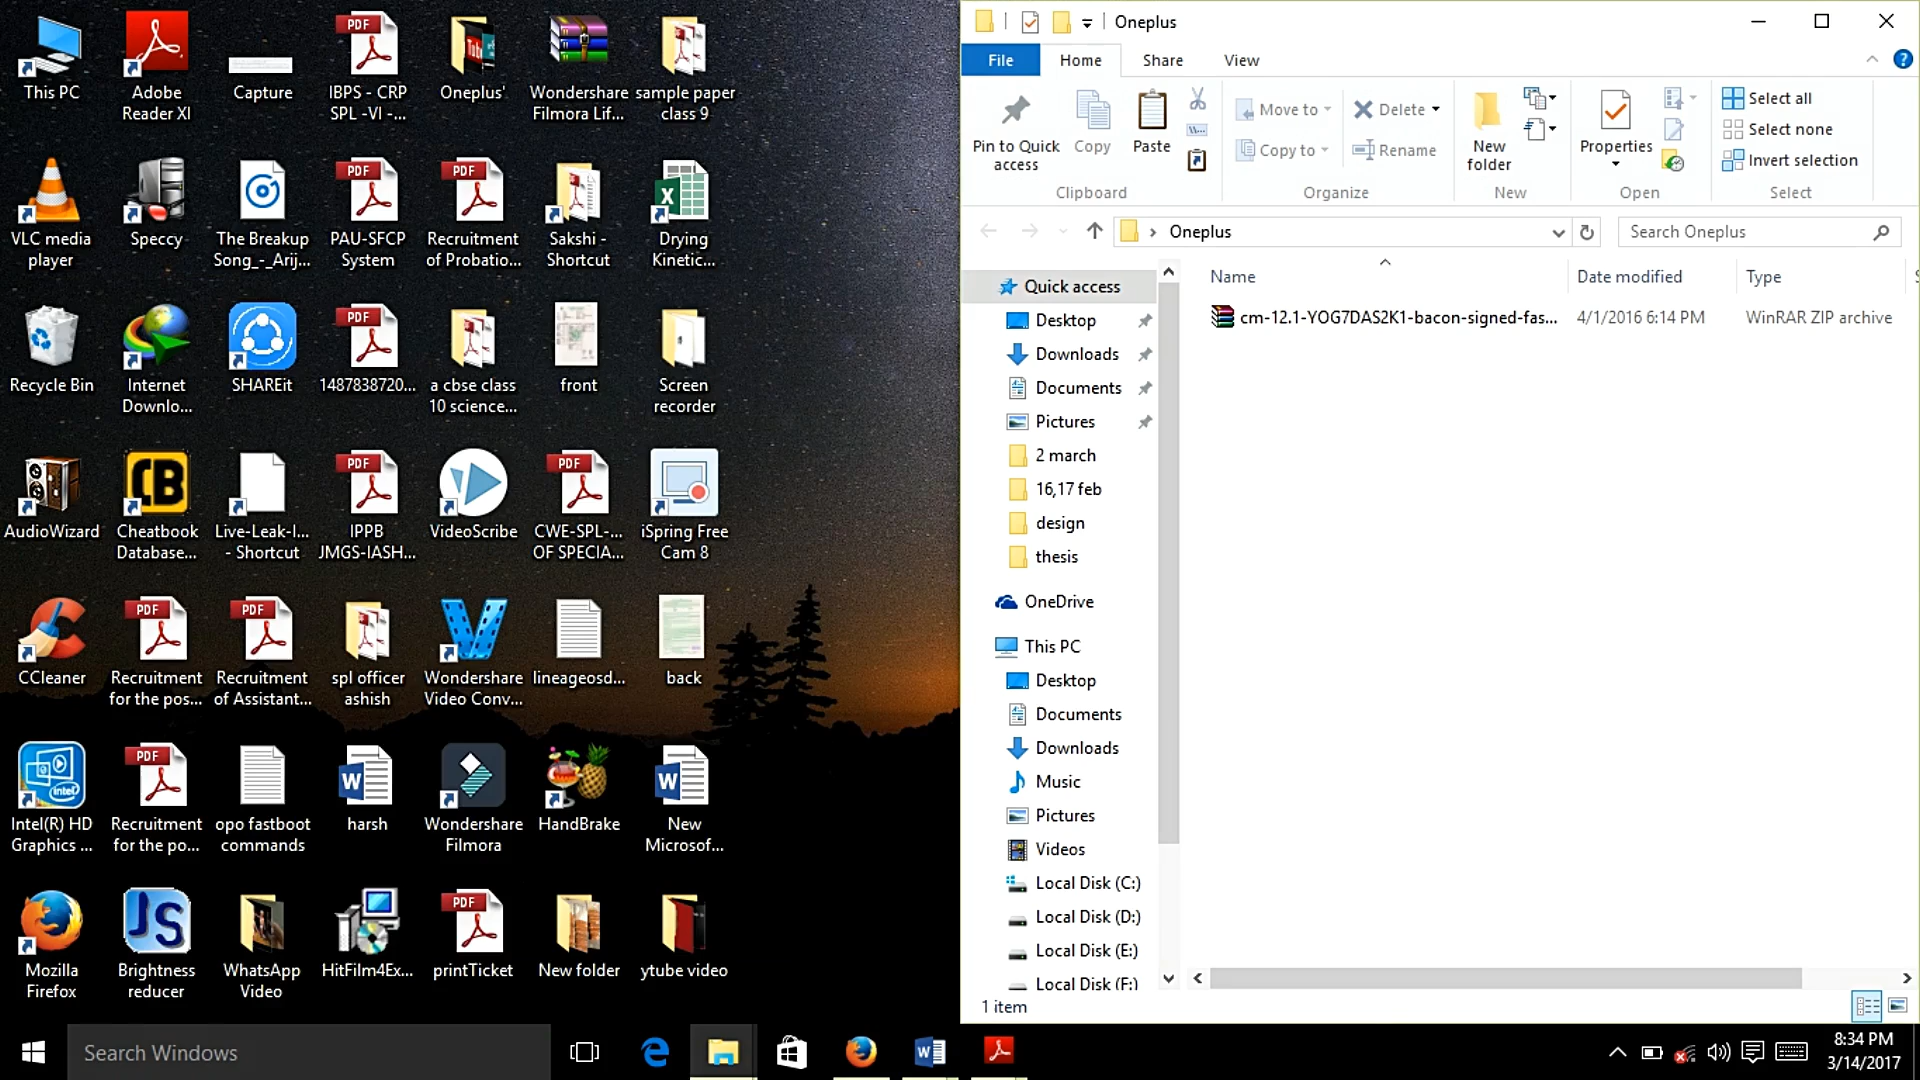 This PC
Adobe
Reader XI
Capture
IBPS - CRP
SPL -VI -...
Oneplus'
Wondershare
Filmora Lif...
sample paper
class 9
VLC media
player
Speccy
The Breakup
Song_-_Arij...
PAU-SFCP
System
Recruitment
of Probatio...
Sakshi -
Shortcut
Drying
Kinetic...
Recycle Bin
Internet
Downlo...
SHAREit
1487838720...
a cbse class
10 science...
front
Screen
recorder
AudioWizard
Cheatbook
Database...
Live-Leak-I...
- Shortcut
IPPB
JMGS-IASH...
VideoScribe
CWE-SPL-...
OF SPECIA...
iSpring Free
Cam 8
CCleaner
Recruitment
for the pos...
Recruitment
of Assistant...
spl officer
ashish
Wondershare
Video Conv...
lineageosd...
back
Intel(R) HD
Graphics ...
Recruitment
for the po...
opo fastboot
commands
harsh
Wondershare
Filmora
HandBrake
New
Microsof...
Mozilla
Firefox
Brightness
reducer
WhatsApp
Video
HitFilm4Ex...
printTicket
New folder
ytube video
Oneplus
File Home Share View
Pin to Quick
access
Copy
Paste
Clipboard
Move to
Copy to
Delete
Rename
Organize
New
folder
New
Properties
Open
Select all
Select none
Invert selection
Select
Oneplus
Search Oneplus
Name Date modified Type
cm-12.1-YOG7DAS2K1-bacon-signed-fas... 4/1/2016 6:14 PM WinRAR ZIP archive
Quick access
Desktop
Downloads
Documents
Pictures
2 march
16,17 feb
design
thesis
OneDrive
This PC
Desktop
Documents
Downloads
Music
Pictures
Videos
Local Disk (C:)
Local Disk (D:)
Local Disk (E:)
Local Disk (F:)
1 item
Search Windows
8:34 PM
3/14/2017